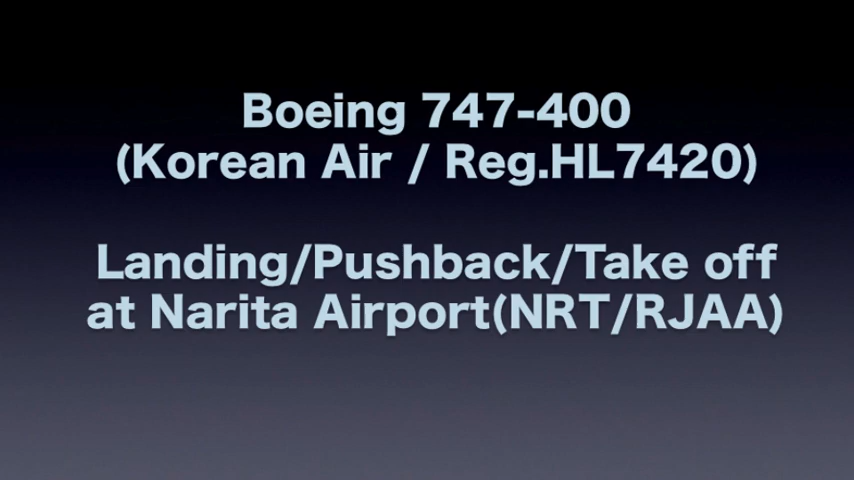 Boeing 747-400
(Korean Air / Reg.HL7420)
Landing/Pushback/Take off
at Narita Airport(NRT/RJAA)